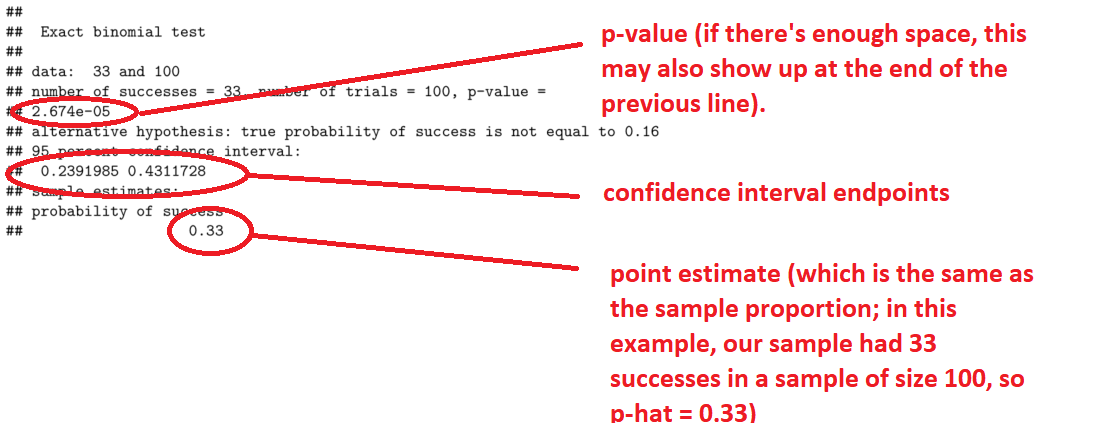 ##
##  Exact binomial test
##
## data:  33 and 100
## number of successes = 33, number of trials = 100, p-value =
## 2.674e-05
## alternative hypothesis: true probability of success is not equal to 0.16
## 95 percent confidence interval:
##  0.2391985 0.4311728
## sample estimates:
## probability of success
##                   0.33
p-value (if there's enough space, this
may also show up at the end of the
previous line).
confidence interval endpoints
point estimate (which is the same as
the sample proportion; in this
example, our sample had 33
successes in a sample of size 100, so
p-hat = 0.33)